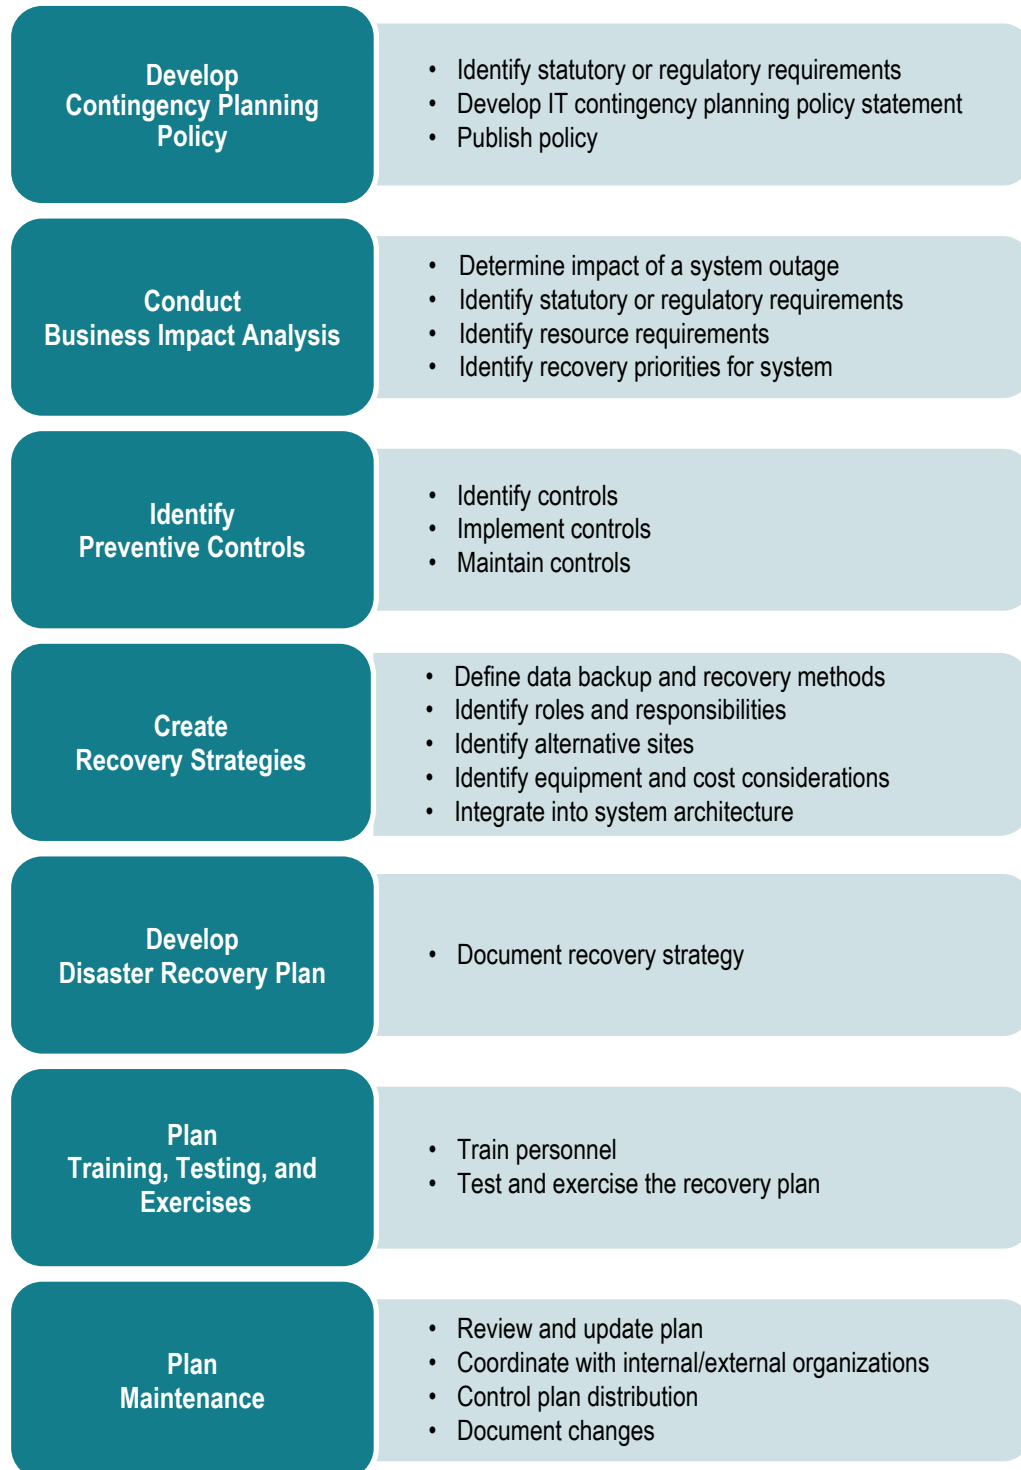 Develop
Contingency Planning
Policy
• Identify statutory or regulatory requirements
• Develop IT contingency planning policy statement
• Publish policy
Conduct
Business Impact Analysis
• Determine impact of a system outage
• Identify statutory or regulatory requirements
• Identify resource requirements
• Identify recovery priorities for system
Identify
Preventive Controls
• Identify controls
• Implement controls
• Maintain controls
Create
Recovery Strategies
• Define data backup and recovery methods
• Identify roles and responsibilities
• Identify alternative sites
• Identify equipment and cost considerations
• Integrate into system architecture
Develop
Disaster Recovery Plan
• Document recovery strategy
Plan
Training, Testing, and
Exercises
• Train personnel
• Test and exercise the recovery plan
Plan
Maintenance
• Review and update plan
• Coordinate with internal/external organizations
• Control plan distribution
• Document changes